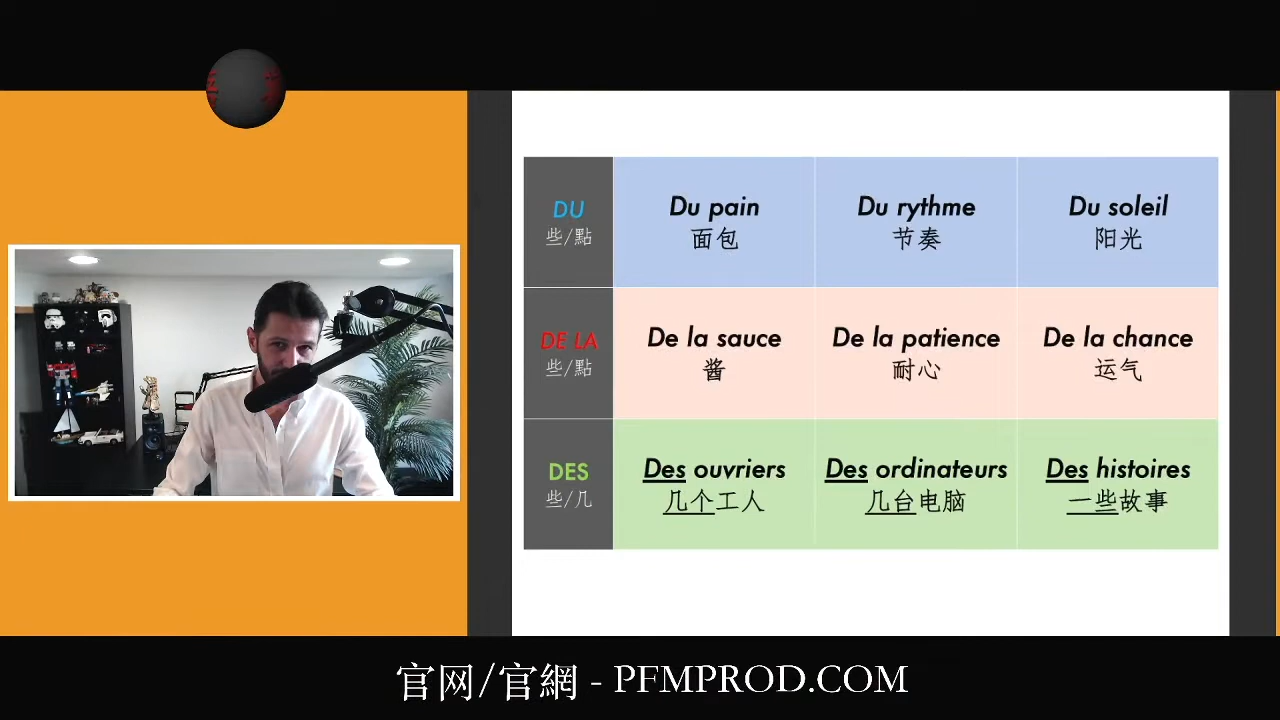 DU
些/點
Du pain
面包
Du rythme
节奏
Du soleil
阳光
DE LA
些/點
De la sauce
酱
De la patience
耐心
De la chance
运气
DES
些/几
Des ouvriers
几个工人
Des ordinateurs
几台电脑
Des histoires
一些故事
官网/官網 - PFMPROD.COM